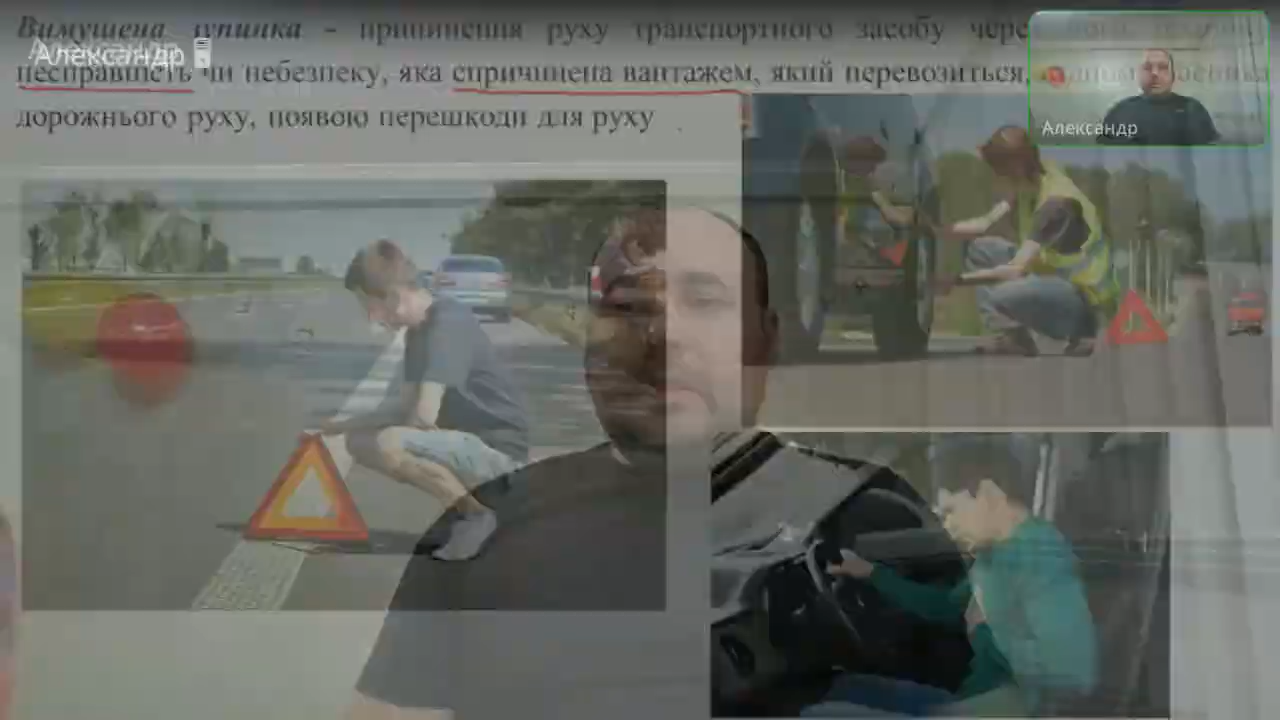 Вимушена зупинка – припинення руху транспортного засобу через
Александр
несправність чи небезпеку, яка спричинена вантажем, який перевозиться,
дорожнього руху, появою перешкоди для руху
Александр